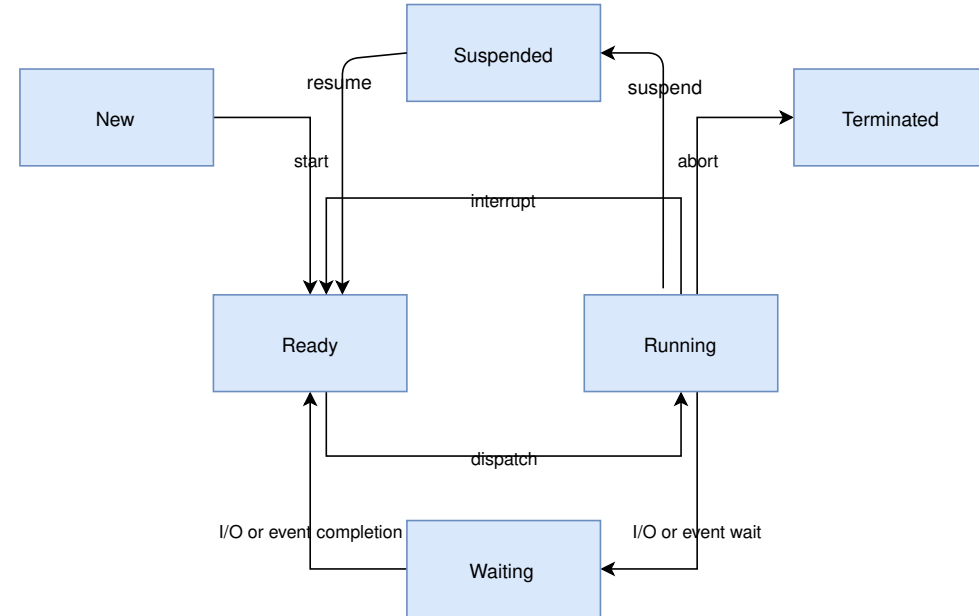 Suspended
resume
suspend
New
Terminated
start
abort
interrupt
Ready
Running
dispatch
I/O or event completion
I/O or event wait
Waiting